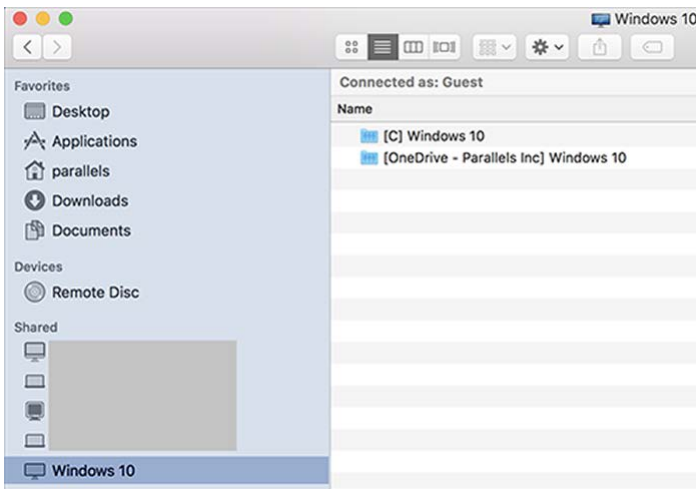 Windows 10
Favorites
Desktop
Applications
parallels
Downloads
Documents
Devices
Remote Disc
Shared
Windows 10
Connected as: Guest
Name
[C] Windows 10
[OneDrive - Parallels Inc] Windows 10